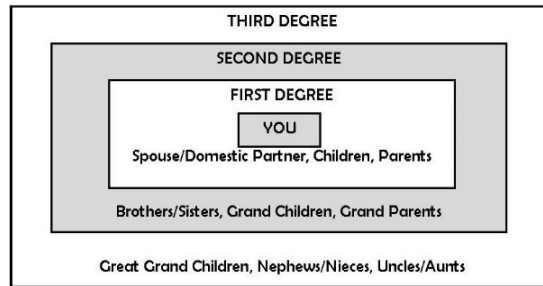 THIRD DEGREE
SECOND DEGREE
FIRST DEGREE
YOU
Spouse/Domestic Partner, Children, Parents
Brothers/Sisters, Grand Children, Grand Parents
Great Grand Children, Nephews/Nieces, Uncles/Aunts